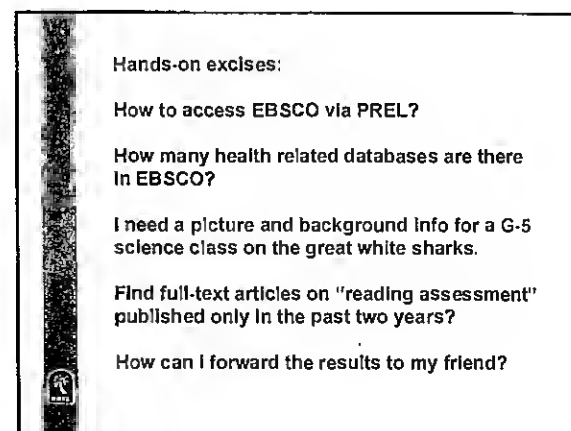 Hands-on excises:
How to access EBSCO via PREL?
How many health related databases are there
in EBSCO?
I need a picture and background info for a G-5
science class on the great white sharks.
Find full-text articles on "reading assessment"
published only in the past two years?
How can I forward the results to my friend?